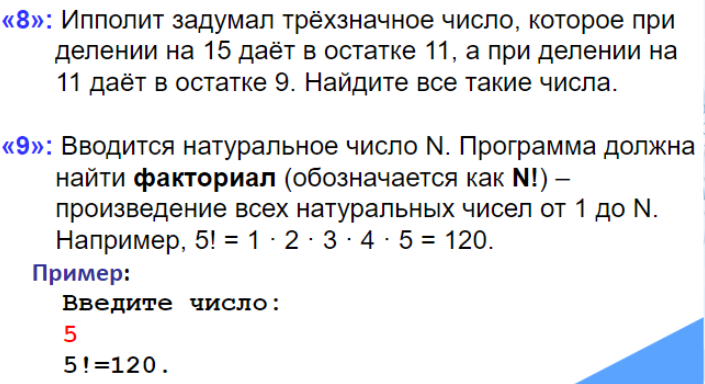 «8»: Ипполит задумал трёхзначное число, которое при
делении на 15 даёт в остатке 11, а при делении на
11 даёт в остатке 9. Найдите все такие числа.
«9»: Вводится натуральное число N. Программа должна
найти факториал (обозначается как N!) –
произведение всех натуральных чисел от 1 до N.
Например, 5! = 1 · 2 · 3 · 4 · 5 = 120.
Пример:
Введите число:
5
5!=120.